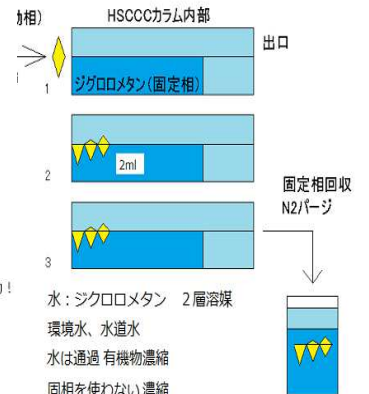 動相)
HSCCCカラム内部
出口
1
ジグロロメタン(固定相)
2
2ml
固定相回収
N2パージ
3
!
水:ジクロロメタン 2層溶媒
環境水、水道水
水は通過 有機物濃縮
固相を使わない濃縮